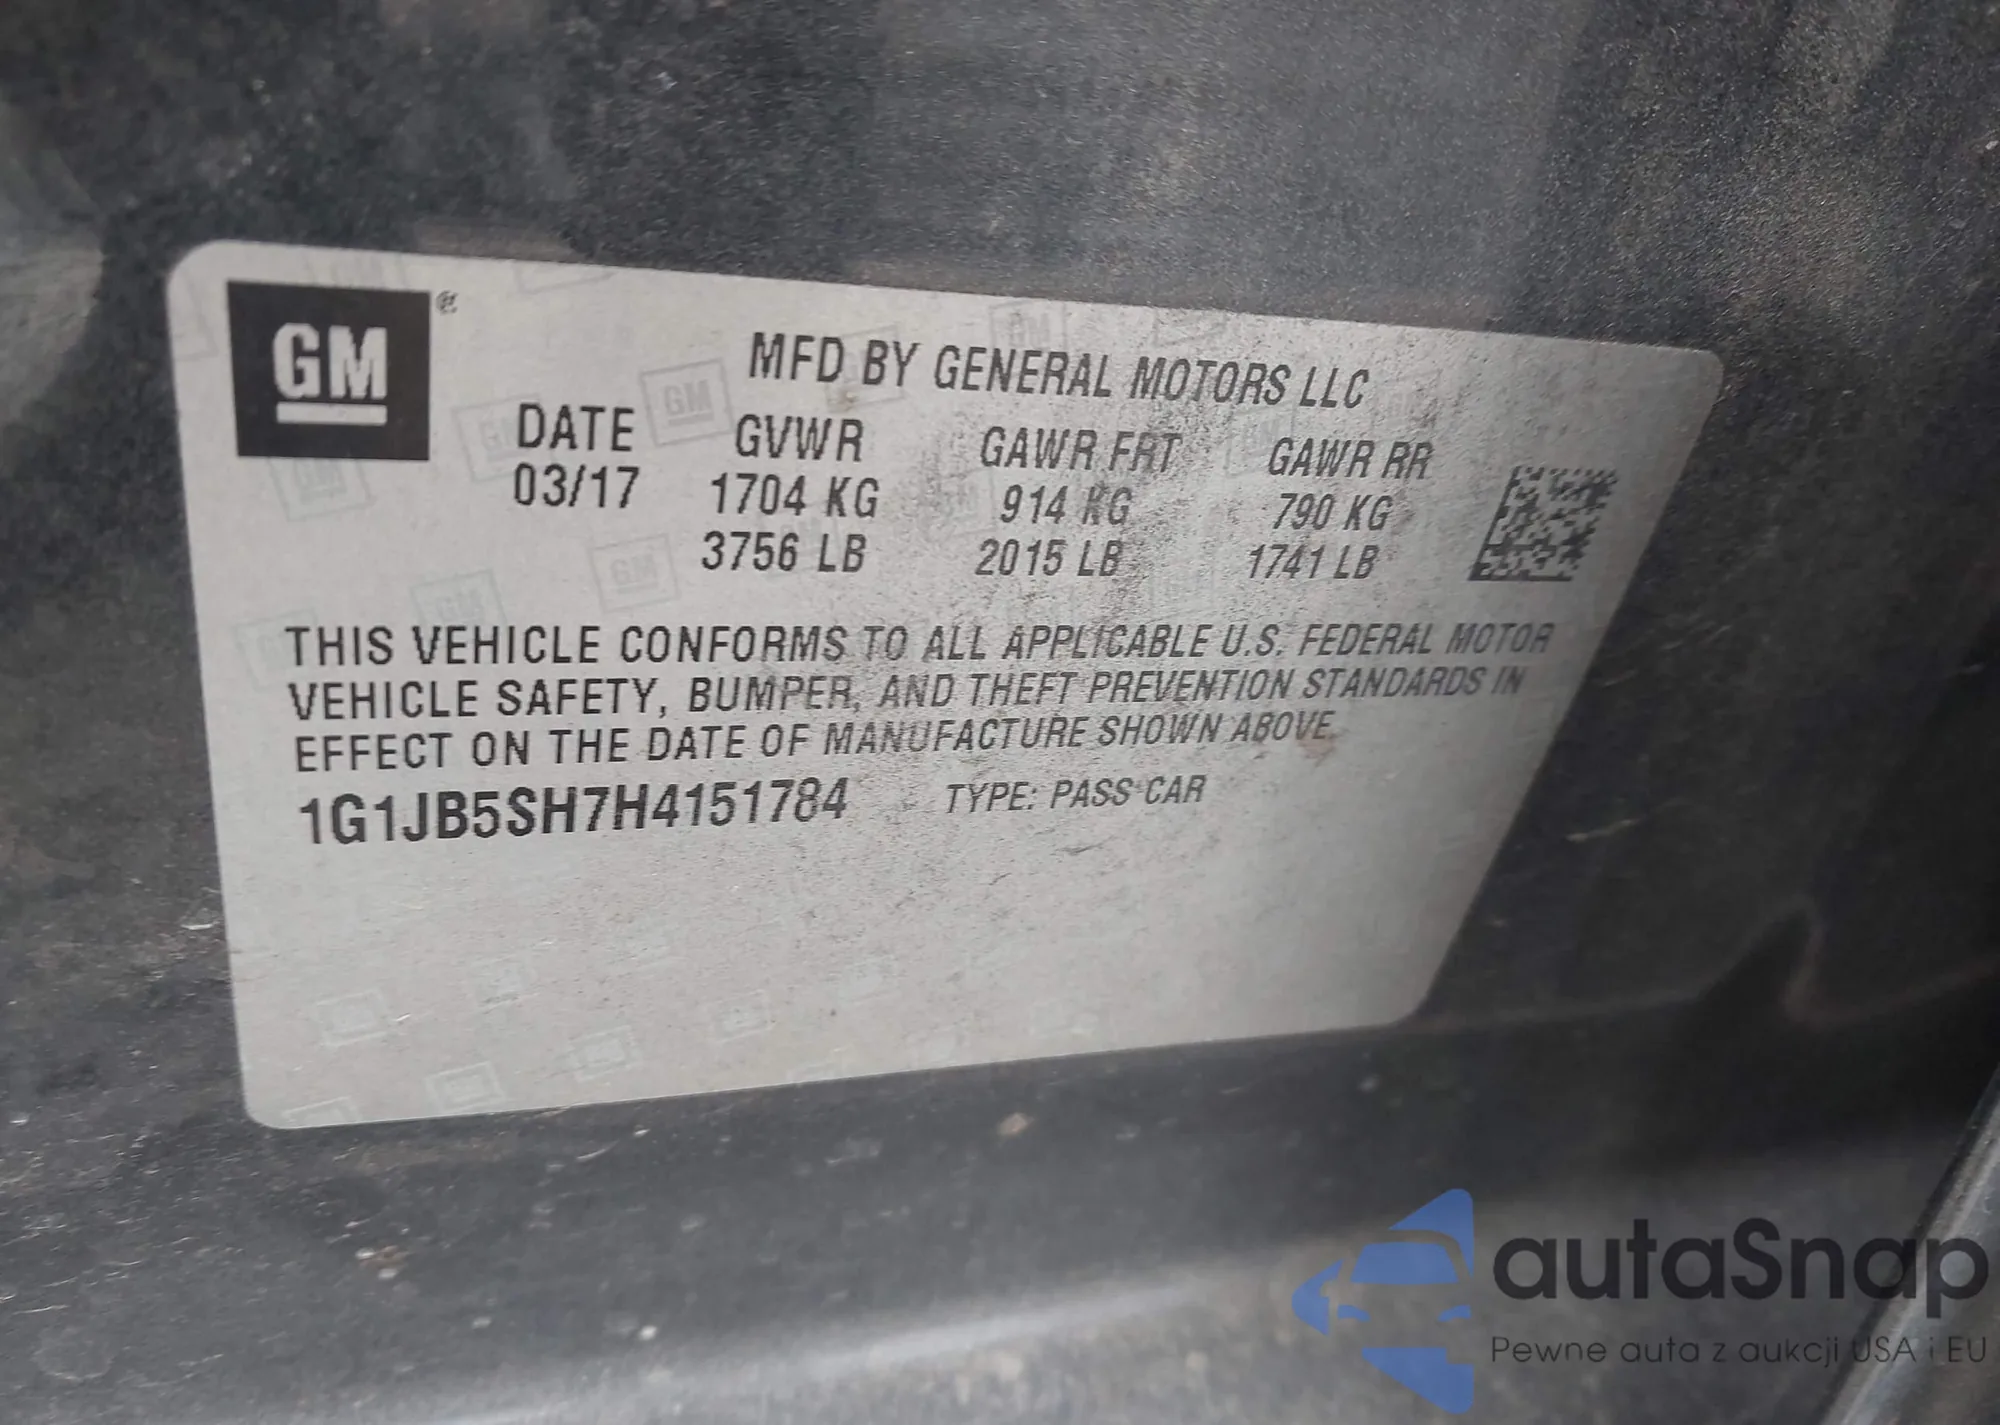 GM ®
MFD BY GENERAL MOTORS LLC
DATE GVWR GAWR FRT GAWR RR
03/17 1704 KG 914 KG 790 KG
3756 LB 2015 LB 1741 LB
THIS VEHICLE CONFORMS TO ALL APPLICABLE U.S. FEDERAL MOTOR
VEHICLE SAFETY, BUMPER, AND THEFT PREVENTION STANDARDS IN
EFFECT ON THE DATE OF MANUFACTURE SHOWN ABOVE.
1G1JB5SH7H4151784 TYPE: PASS CAR
autaSnap
Pewne auta z aukcji USA i EU